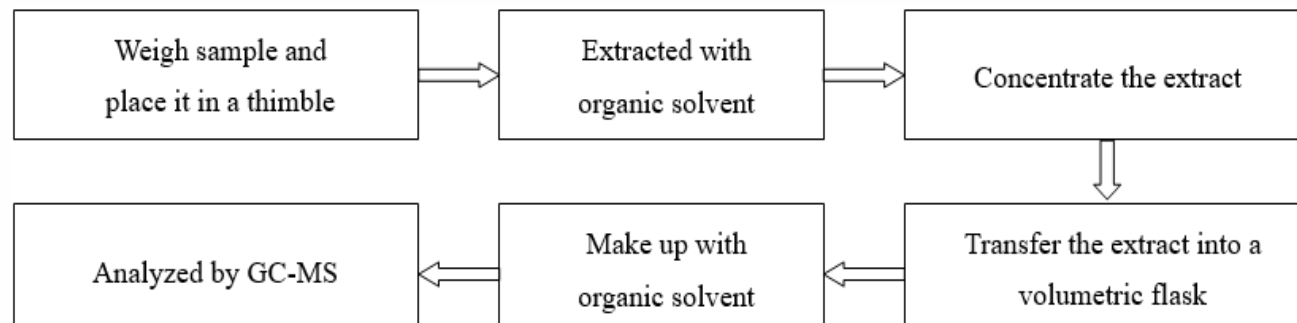 Weigh sample and
place it in a thimble
Extracted with
organic solvent
Concentrate the extract
Transfer the extract into a
volumetric flask
Make up with
organic solvent
Analyzed by GC-MS